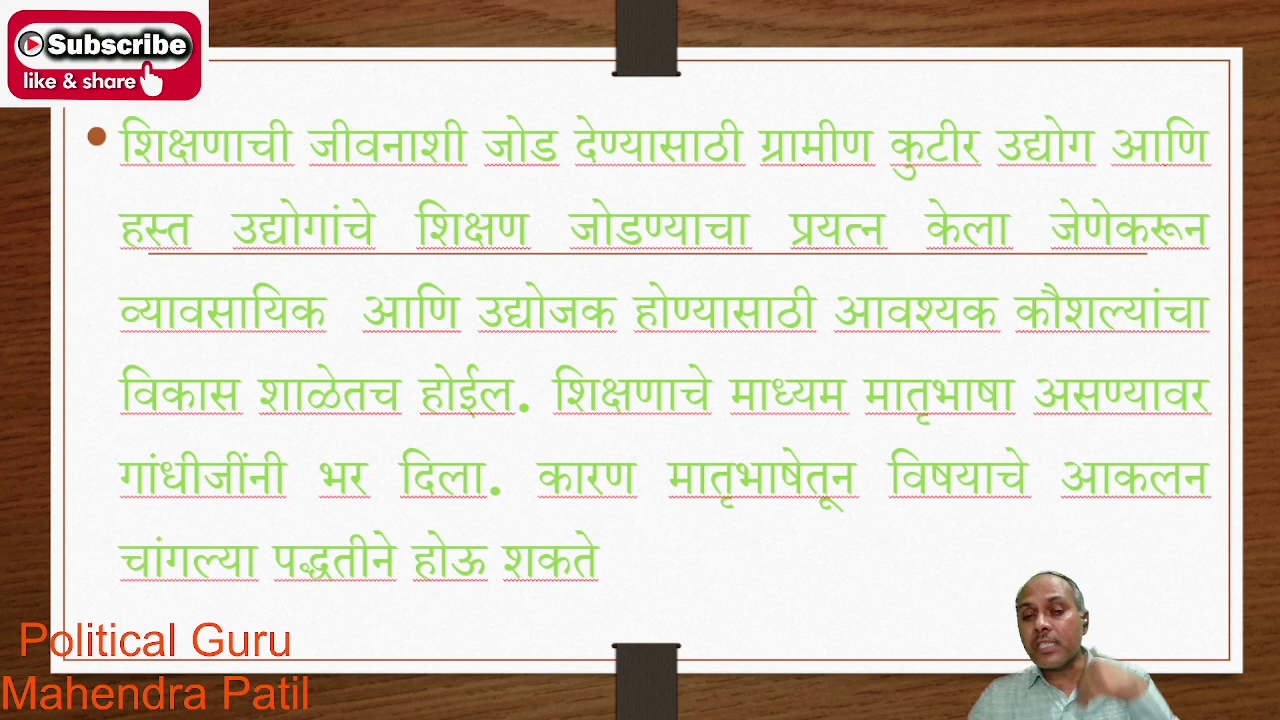 Subscribe
like & share
• शिक्षणाची जीवनाशी जोड देण्यासाठी ग्रामीण कुटीर उद्योग आणि
हस्त उद्योगांचे शिक्षण जोडण्याचा प्रयत्न केला जेणेकरून
व्यावसायिक आणि उद्योजक होण्यासाठी आवश्यक कौशल्यांचा
विकास शाळेतच होईल. शिक्षणाचे माध्यम मातृभाषा असण्यावर
गांधीजींनी भर दिला. कारण मातृभाषेतून विषयाचे आकलन
चांगल्या पद्धतीने होऊ शकते
Political Guru
Mahendra Patil